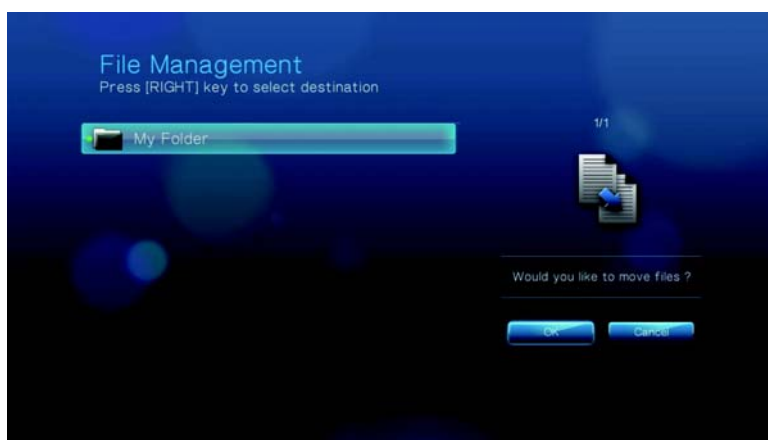 File Management
Press [RIGHT] key to select destination
My Folder
1/1
Would you like to move files ?
OK
Cancel